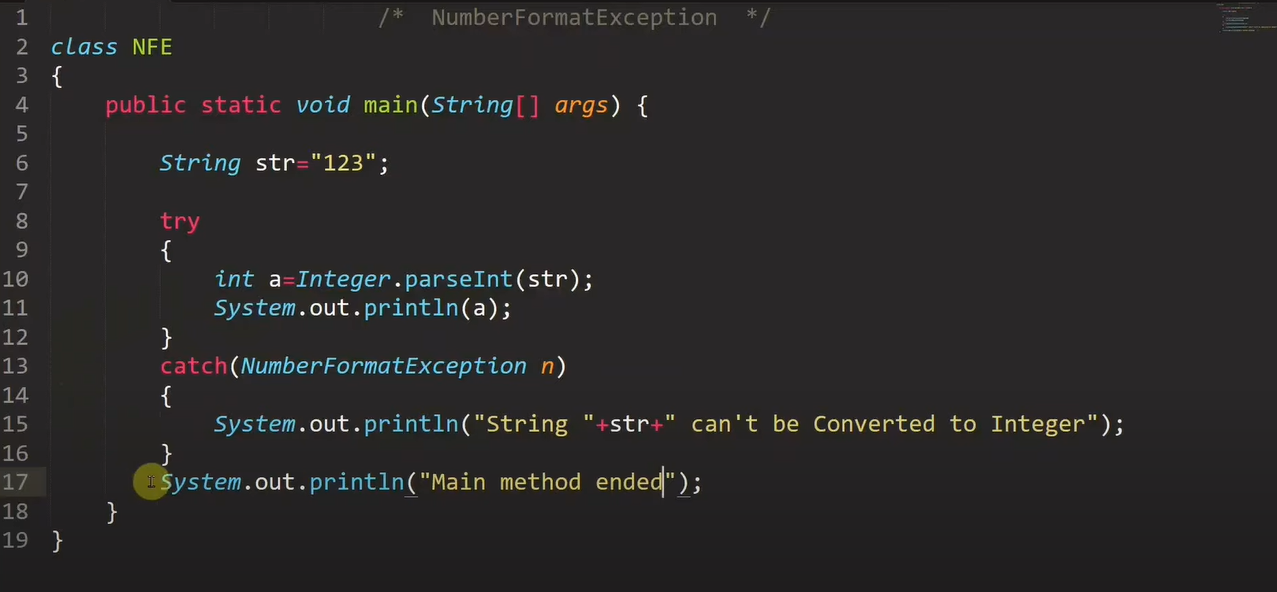 1 /* NumberFormatException */
2 class NFE
3 {
4 public static void main(String[] args) {
5
6 String str="123";
7
8 try
9 {
10 int a=Integer.parseInt(str);
11 System.out.println(a);
12 }
13 catch(NumberFormatException n)
14 {
15 System.out.println("String "+str+" can't be Converted to Integer");
16 }
17 System.out.println("Main method ended");
18 }
19 }